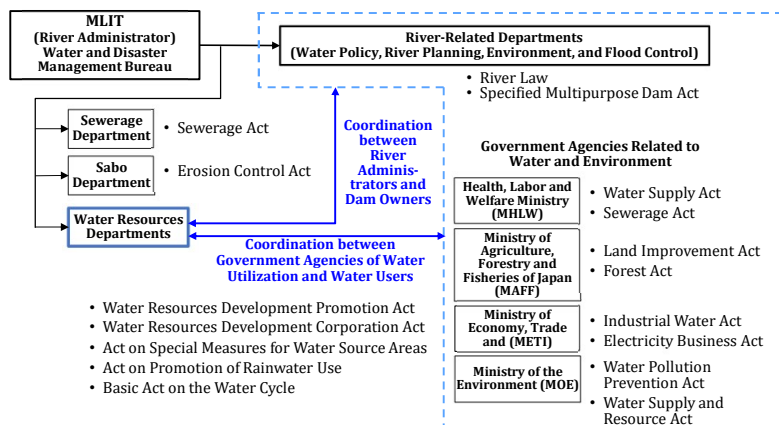 MLIT
(River Administrator)
Water and Disaster
Management Bureau
River-Related Departments
(Water Policy, River Planning, Environment, and Flood Control)
• River Law
• Specified Multipurpose Dam Act
Sewerage
Department
• Sewerage Act
Sabo
Department
• Erosion Control Act
Water Resources
Departments
Coordination
between
River
Adminis-
trators and
Dam Owners
Coordination between
Government Agencies of Water
Utilization and Water Users
• Water Resources Development Promotion Act
• Water Resources Development Corporation Act
• Act on Special Measures for Water Source Areas
• Act on Promotion of Rainwater Use
• Basic Act on the Water Cycle
Government Agencies Related to
Water and Environment
Health, Labor and
Welfare Ministry
(MHLW)
• Water Supply Act
• Sewerage Act
Ministry of
Agriculture,
Forestry and
Fisheries of Japan
(MAFF)
• Land Improvement Act
• Forest Act
Ministry of
Economy, Trade
and (METI)
• Industrial Water Act
• Electricity Business Act
Ministry of the
Environment (MOE)
• Water Pollution
Prevention Act
• Water Supply and
Resource Act